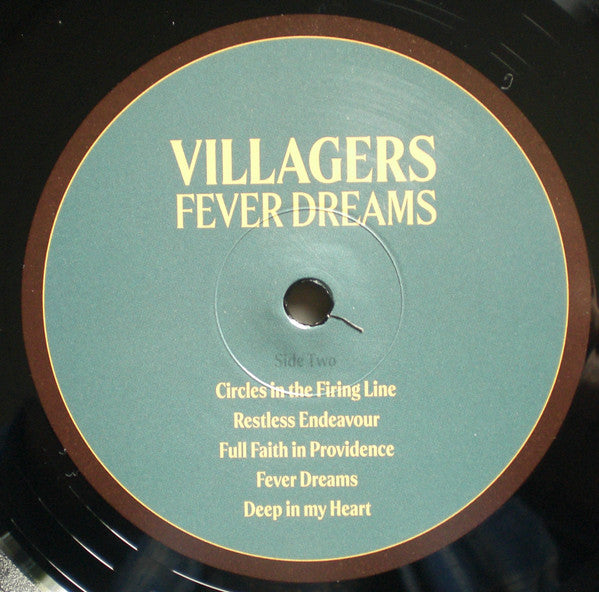 VILLAGERS
FEVER DREAMS
Side Two
Circles in the Firing Line
Restless Endeavour
Full Faith in Providence
Fever Dreams
Deep in my Heart